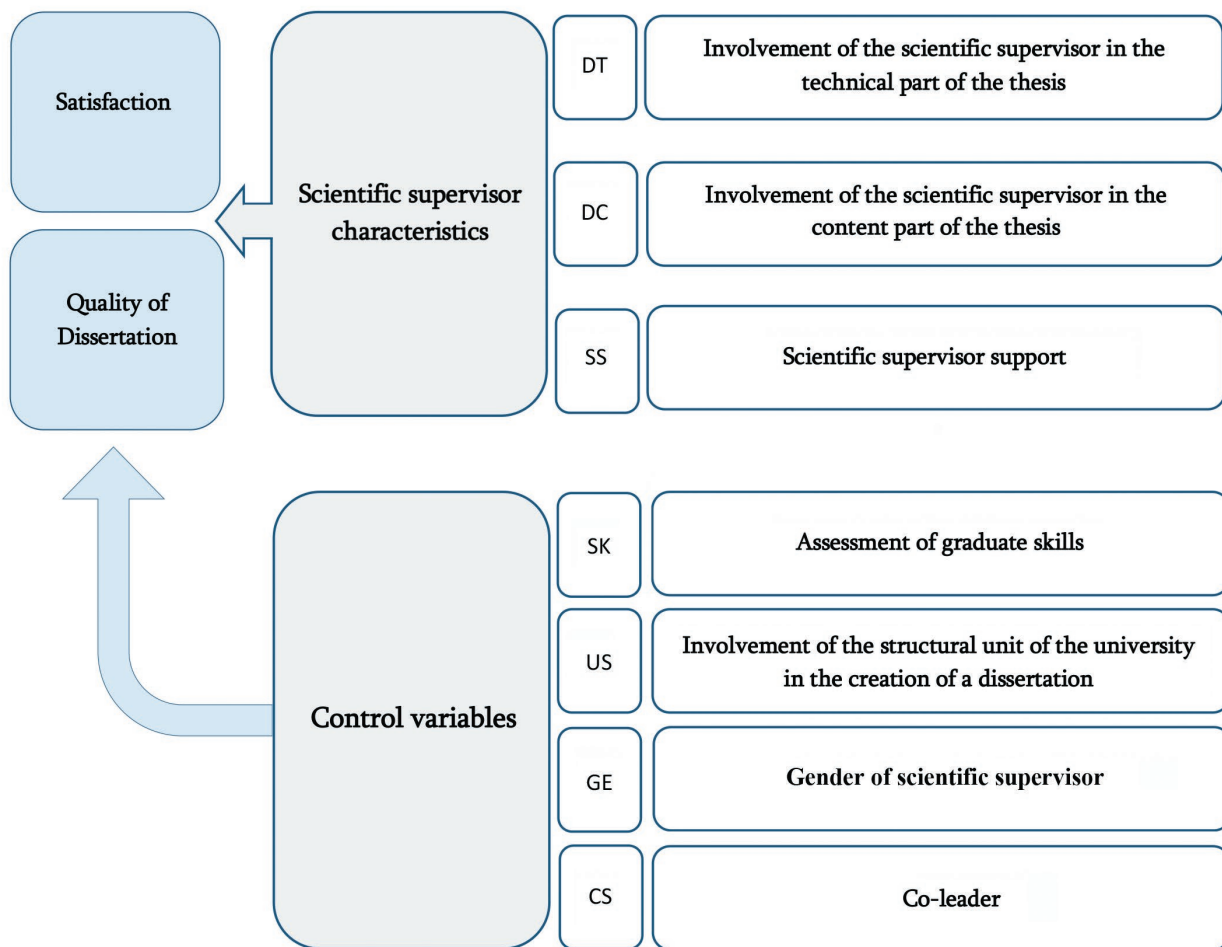 Satisfaction
Quality of
Dissertation
Scientific supervisor
characteristics
DT
Involvement of the scientific supervisor in the
technical part of the thesis
DC
Involvement of the scientific supervisor in the
content part of the thesis
SS
Scientific supervisor support
Control variables
SK
Assessment of graduate skills
US
Involvement of the structural unit of the university
in the creation of a dissertation
GE
Gender of scientific supervisor
CS
Co-leader